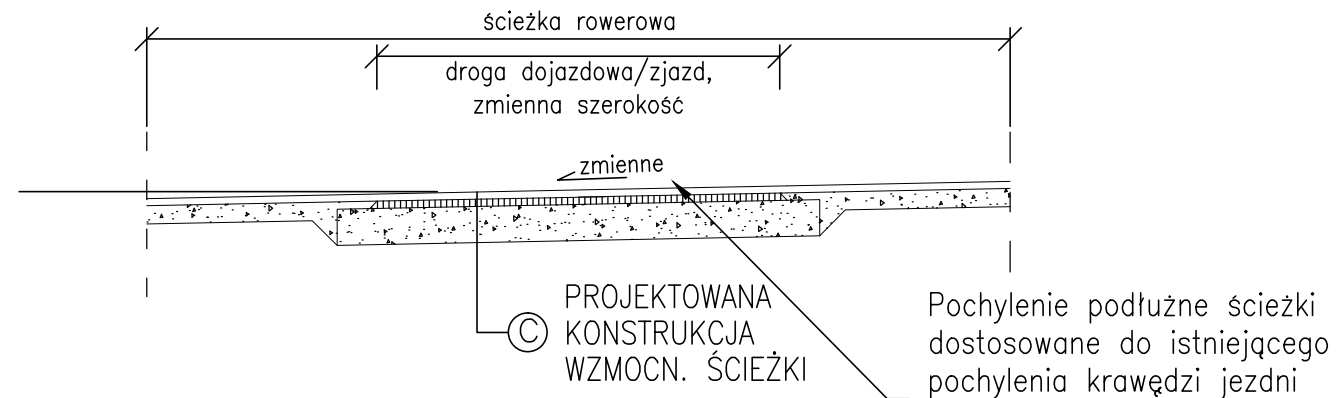 ścieżka rowerowa
droga dojazdowa/zjazd,
zmienna szerokość
zmienne
C
PROJEKTOWANA
KONSTRUKCJA
WZMOCN. ŚCIEŻKI
Pochylenie podłużne ścieżki
dostosowane do istniejącego
pochylenia krawędzi jezdni